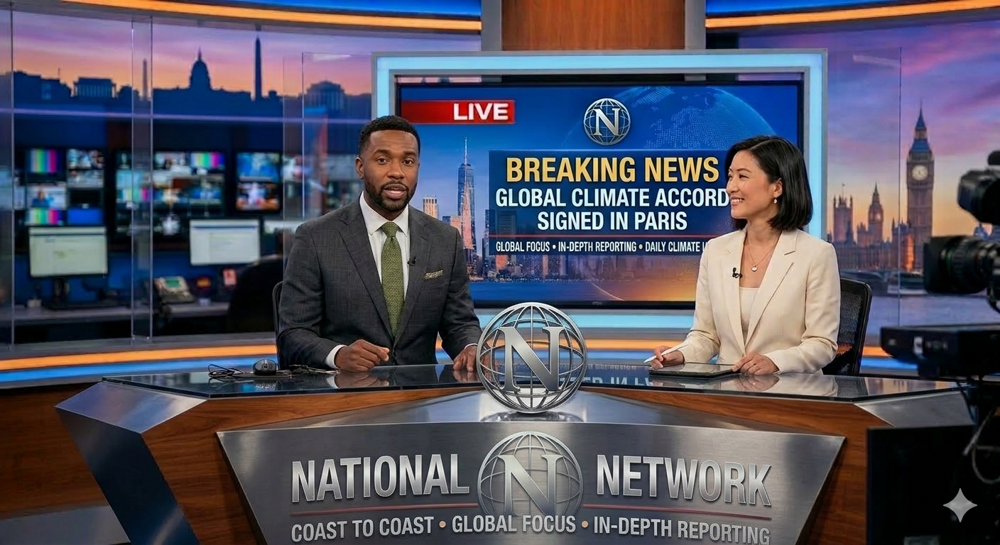 LIVE
N
BREAKING NEWS
GLOBAL CLIMATE ACCORD
SIGNED IN PARIS
GLOBAL FOCUS • IN-DEPTH REPORTING • DAILY CLIMATE
N
NATIONAL N NETWORK
COAST TO COAST • GLOBAL FOCUS • IN-DEPTH REPORTING